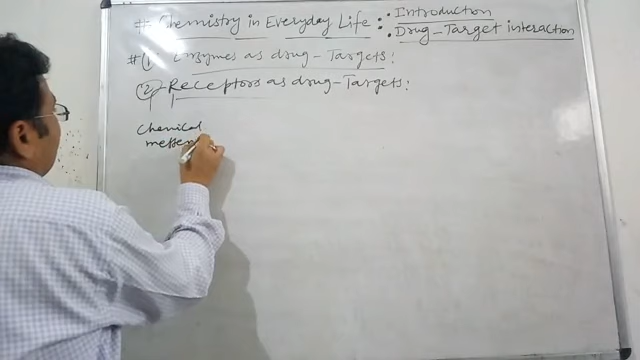 # Chemistry in Everyday Life : • Introduction
• Drug-Target interaction
# (1) Enzymes as drug-Targets:
(2) Receptors as drug-Targets:
Chemical